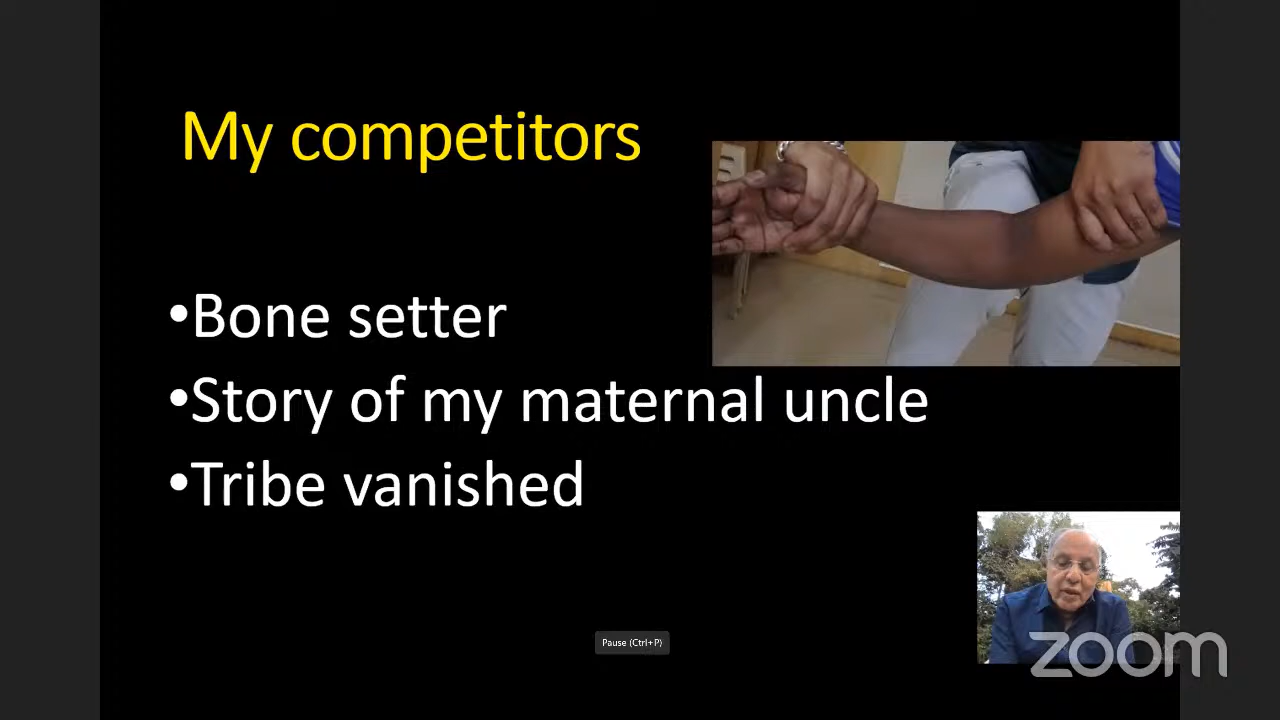 My competitors
•Bone setter
•Story of my maternal uncle
•Tribe vanished
Pause (Ctrl+P)
zoom